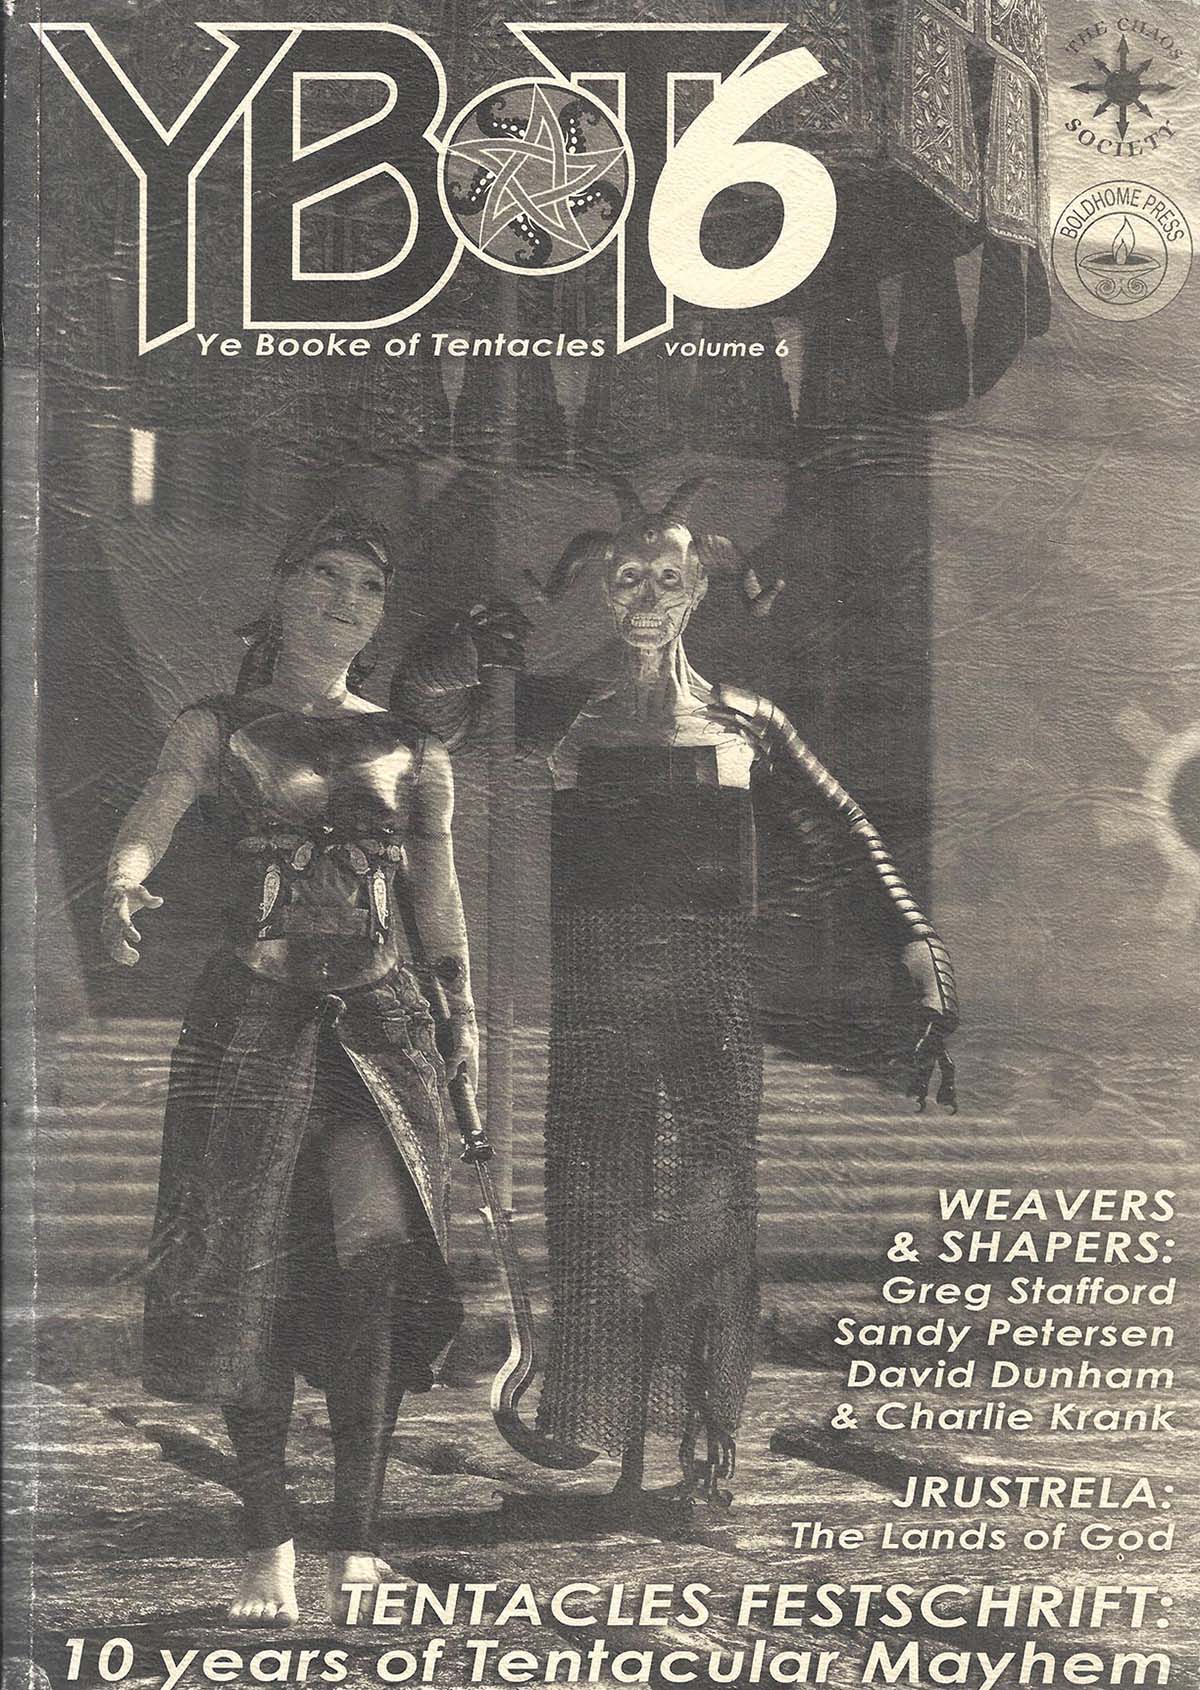 YBOT6
Ye Booke of Tentacles
volume 6
THE CHAOS
SOCIETY
BOLDHOME PRESS
WEAVERS
& SHAPERS:
Greg Stafford
Sandy Petersen
David Dunham
& Charlie Krank
JRUSTRELA:
The Lands of God
TENTACLES FESTSCHRIFT:
10 years of Tentacular Mayhem